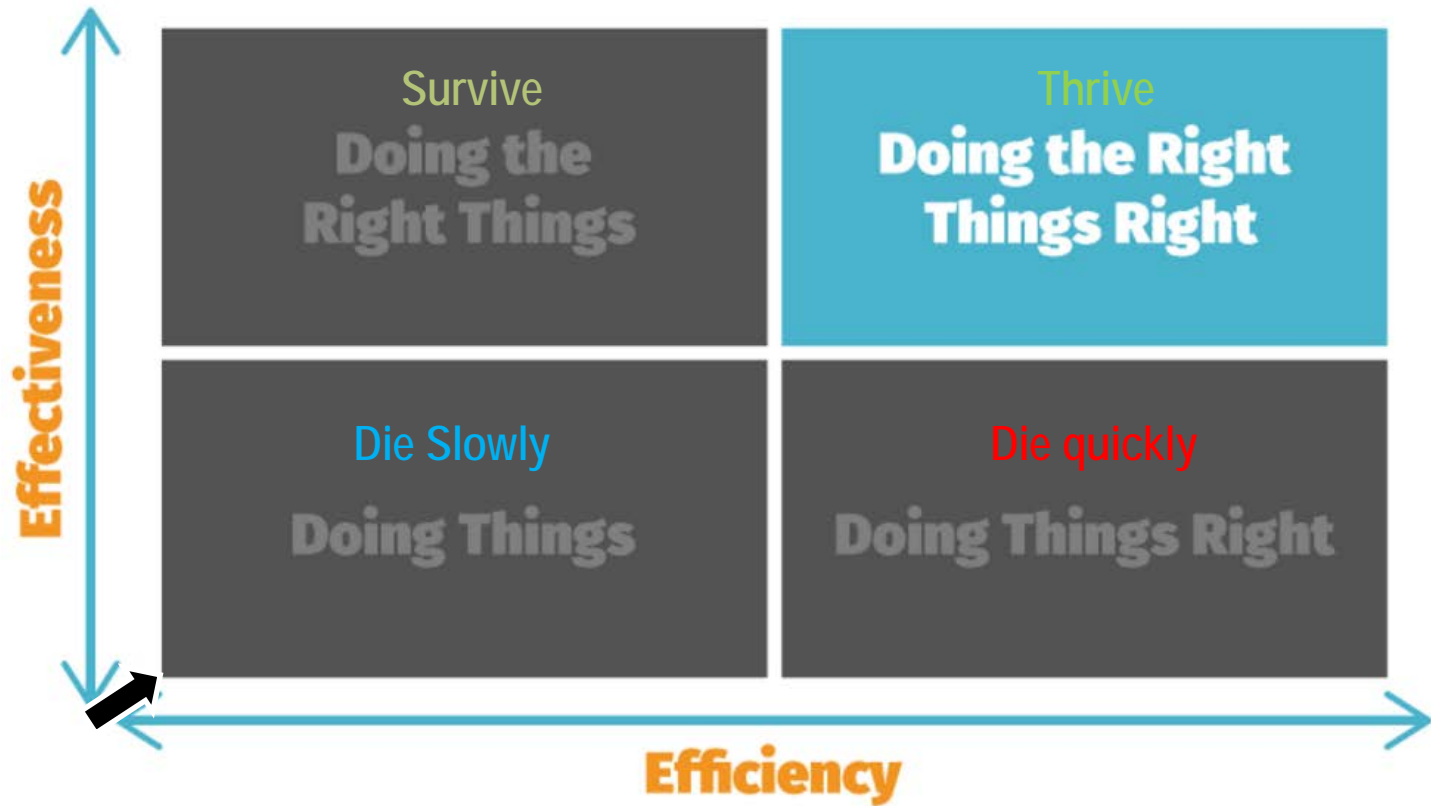 Effectiveness
Survive
Doing the
Right Things
Thrive
Doing the Right
Things Right
Die Slowly
Doing Things
Die quickly
Doing Things Right
Efficiency